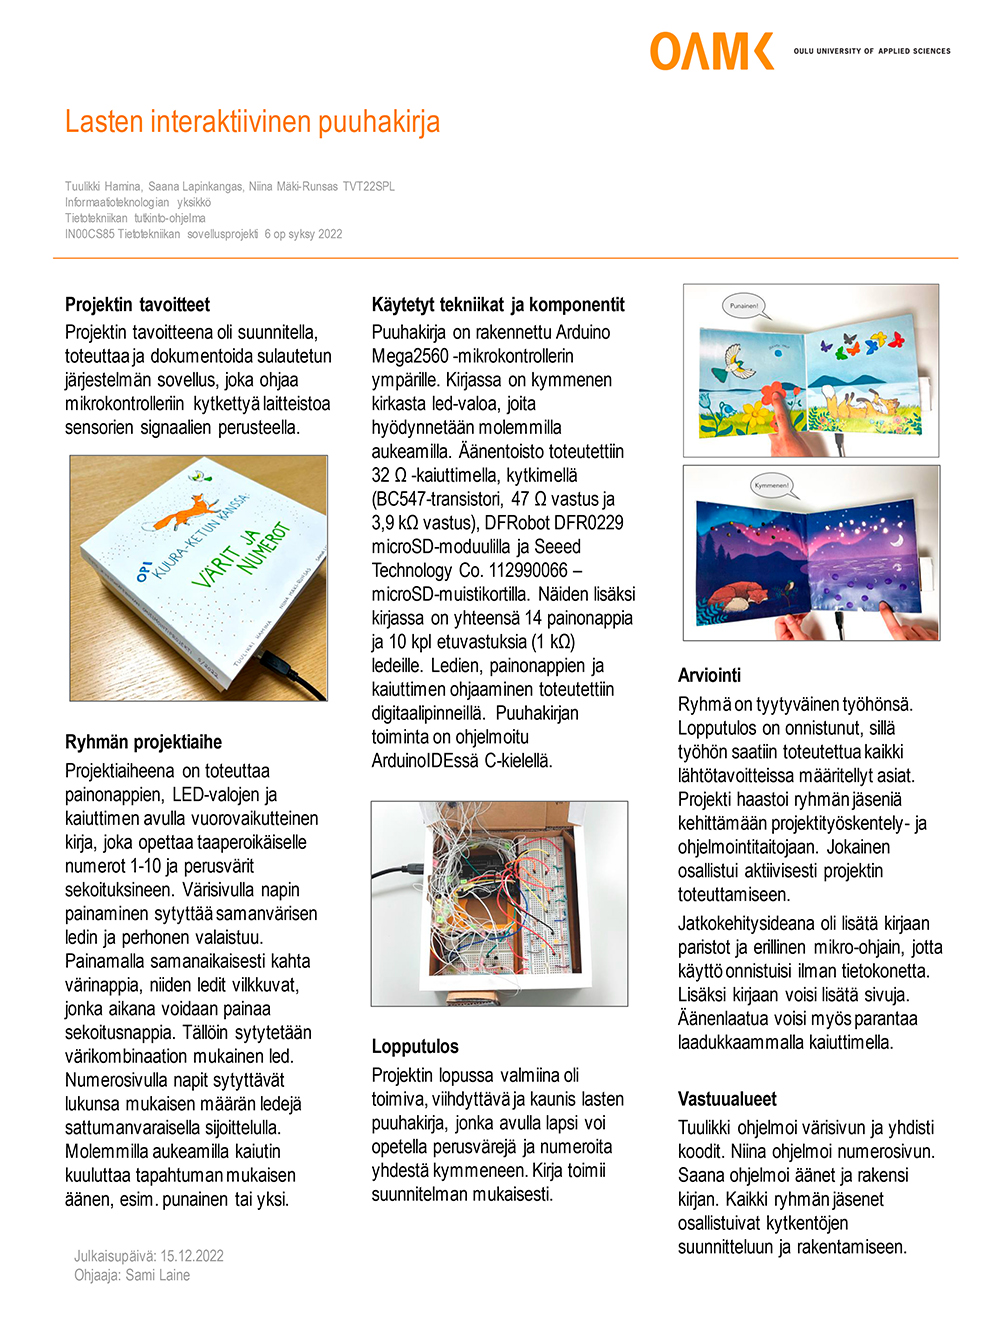 OAMK
OULU UNIVERSITY OF APPLIED SCIENCES
Lasten interaktiivinen puuhakirja
Tuulikki Hamina, Saana Lapinkangas, Niina Mäki-Runsas TVT22SPL
Informaatioteknologian yksikkö
Tietotekniikan tutkinto-ohjelma
IN00CS85 Tietotekniikan sovellusprojekti 6 op syksy 2022
Projektin tavoitteet
Projektin tavoitteena oli suunnitella,
toteuttaa ja dokumentoida sulautetun
järjestelmän sovellus, joka ohjaa
mikrokontrolleriin kytkettyä laitteistoa
sensorien signaalien perusteella.
OPI
KUURA-KETUN KANSSA:
VÄRIT JA
NUMEROT
Ryhmän projektiaihe
Projektiaiheena on toteuttaa
painonappien, LED-valojen ja
kaiuttimen avulla vuorovaikutteinen
kirja, joka opettaa taaperoikäiselle
numerot 1-10 ja perusvärit
sekoituksineen. Värisivulla napin
painaminen sytyttää samanvärisen
ledin ja perhonen valaistuu.
Painamalla samanaikaisesti kahta
värinappia, niiden ledit vilkkuvat,
jonka aikana voidaan painaa
sekoitusnappia. Tällöin sytytetään
värikombinaation mukainen led.
Numerosivulla napit sytyttävät
lukunsa mukaisen määrän ledejä
sattumanvaraisella sijoittelulla.
Molemmilla aukeamilla kaiutin
kuuluttaa tapahtuman mukaisen
äänen, esim. punainen tai yksi.
Käytetyt tekniikat ja komponentit
Puuhakirja on rakennettu Arduino
Mega2560 -mikrokontrollerin
ympärille. Kirjassa on kymmenen
kirkasta led-valoa, joita
hyödynnetään molemmilla
aukeamilla. Äänentoisto toteutettiin
32 Ω -kaiuttimella, kytkimellä
(BC547-transistori, 47 Ω vastus ja
3,9 kΩ vastus), DFRobot DFR0229
microSD-moduulilla ja Seeed
Technology Co. 112990066 –
microSD-muistikortilla. Näiden lisäksi
kirjassa on yhteensä 14 painonappia
ja 10 kpl etuvastuksia (1 kΩ)
ledeille. Ledien, painonappien ja
kaiuttimen ohjaaminen toteutettiin
digitaalipinneillä. Puuhakirjan
toiminta on ohjelmoitu
ArduinoIDEssä C-kielellä.
Lopputulos
Projektin lopussa valmiina oli
toimiva, viihdyttävä ja kaunis lasten
puuhakirja, jonka avulla lapsi voi
opetella perusvärejä ja numeroita
yhdestä kymmeneen. Kirja toimii
suunnitelman mukaisesti.
Punainen!
Kymmenen!
Arviointi
Ryhmä on tyytyväinen työhönsä.
Lopputulos on onnistunut, sillä
työhön saatiin toteutettua kaikki
lähtötavoitteissa määritellyt asiat.
Projekti haastoi ryhmän jäseniä
kehittämään projektityöskentely- ja
ohjelmointitaitojaan. Jokainen
osallistui aktiivisesti projektin
toteuttamiseen.
Jatkokehitysideana oli lisätä kirjaan
paristot ja erillinen mikro-ohjain, jotta
käyttö onnistuisi ilman tietokonetta.
Lisäksi kirjaan voisi lisätä sivuja.
Äänenlaatua voisi myös parantaa
laadukkaammalla kaiuttimella.
Vastuualueet
Tuulikki ohjelmoi värisivun ja yhdisti
koodit. Niina ohjelmoi numerosivun.
Saana ohjelmoi äänet ja rakensi
kirjan. Kaikki ryhmän jäsenet
osallistuivat kytkentöjen
suunnitteluun ja rakentamiseen.
Julkaisupäivä: 15.12.2022
Ohjaaja: Sami Laine